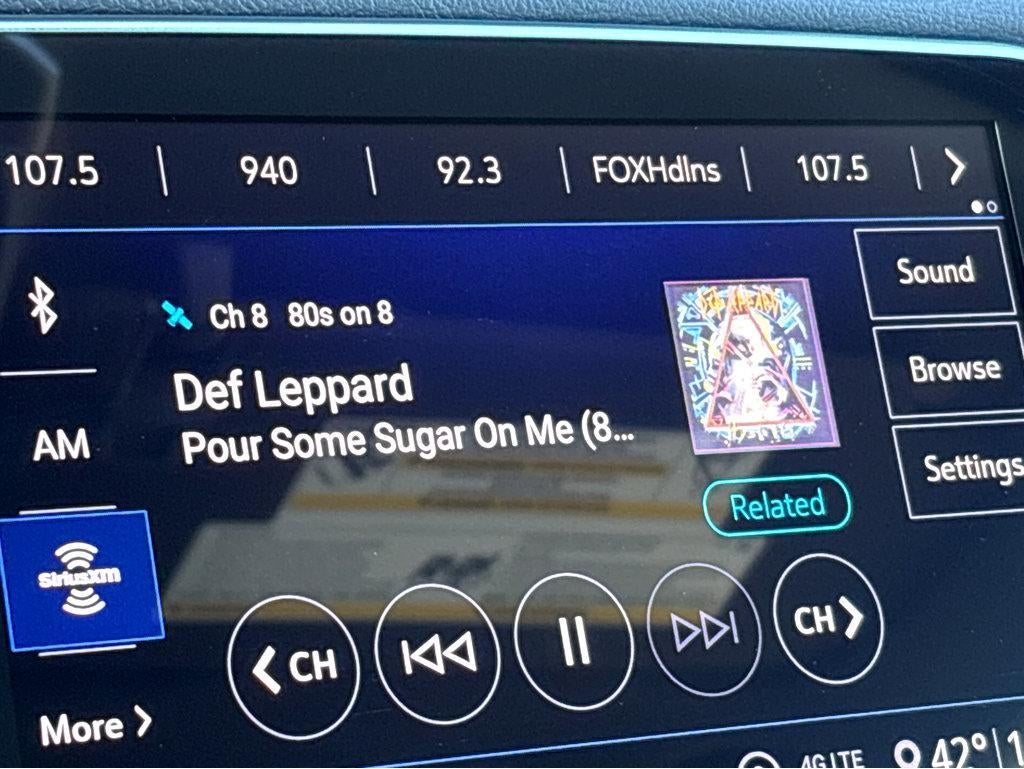 107.5 940 92.3 FOXHdlns 107.5
Sound
Ch 8 80s on 8
Browse
Def Leppard
AM
Pour Some Sugar On Me (8...
Settings
Related
SiriusXM
CH
CH
More
4G LTE 42° 1